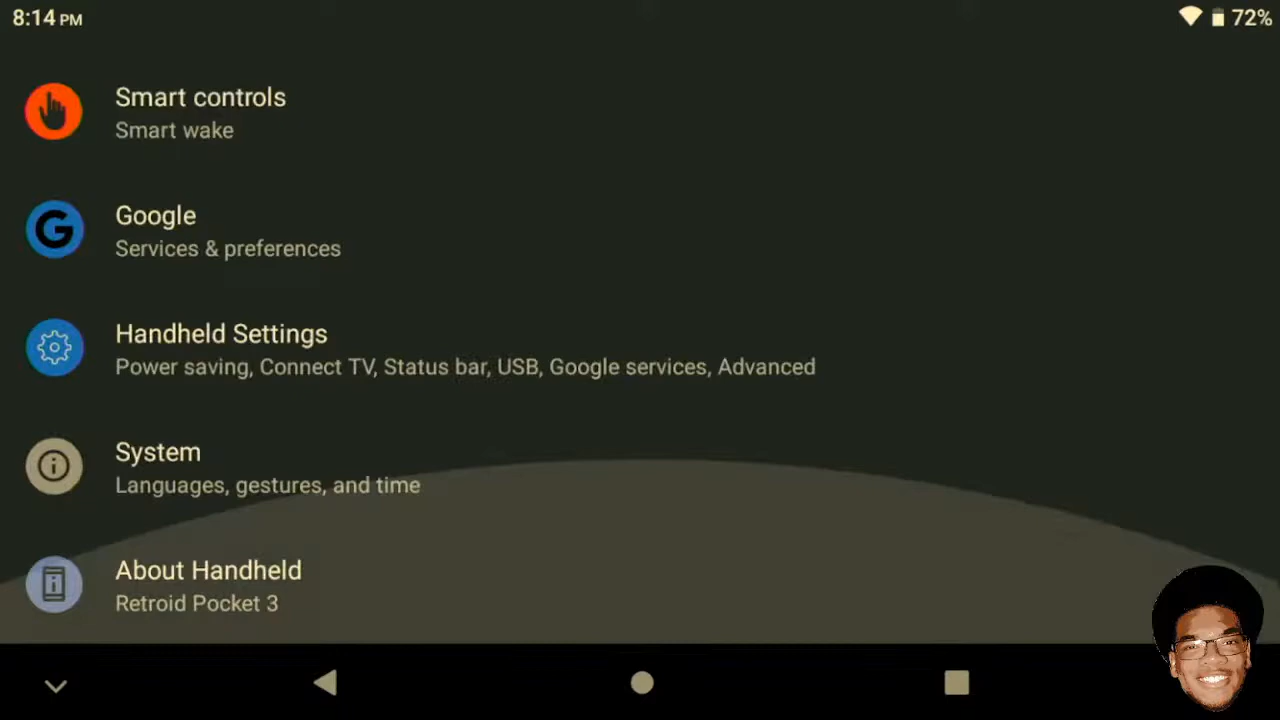 8:14 PM
72%
Smart controls
Smart wake
Google
Services & preferences
Handheld Settings
Power saving, Connect TV, Status bar, USB, Google services, Advanced
System
Languages, gestures, and time
About Handheld
Retroid Pocket 3